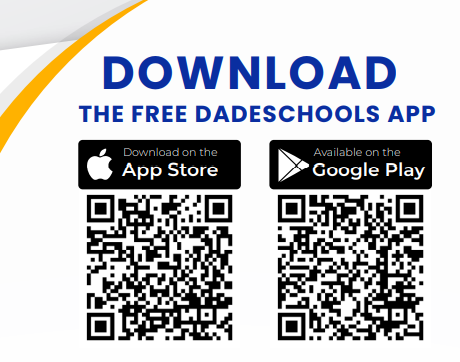 DOWNLOAD
THE FREE DADESCHOOLS APP
Download on the
App Store
Available on the
Google Play